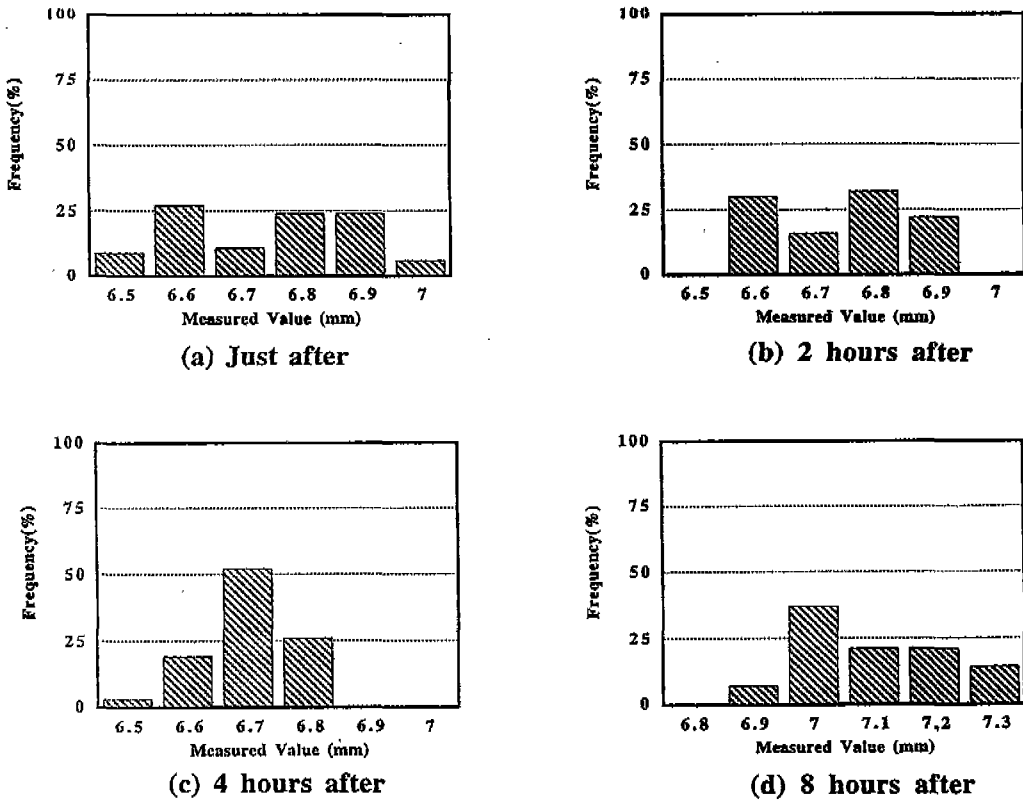 100
75
50
25
0
Frequency(%)
6.5 6.6 6.7 6.8 6.9 7
Measured Value (mm)
(a) Just after
100
75
50
25
0
Frequency(%)
6.5 6.6 6.7 6.8 6.9 7
Measured Value (mm)
(b) 2 hours after
100
75
50
25
0
Frequency(%)
6.5 6.6 6.7 6.8 6.9 7
Measured Value (mm)
(c) 4 hours after
100
75
50
25
0
Frequency(%)
6.8 6.9 7 7.1 7.2 7.3
Measured Value (mm)
(d) 8 hours after